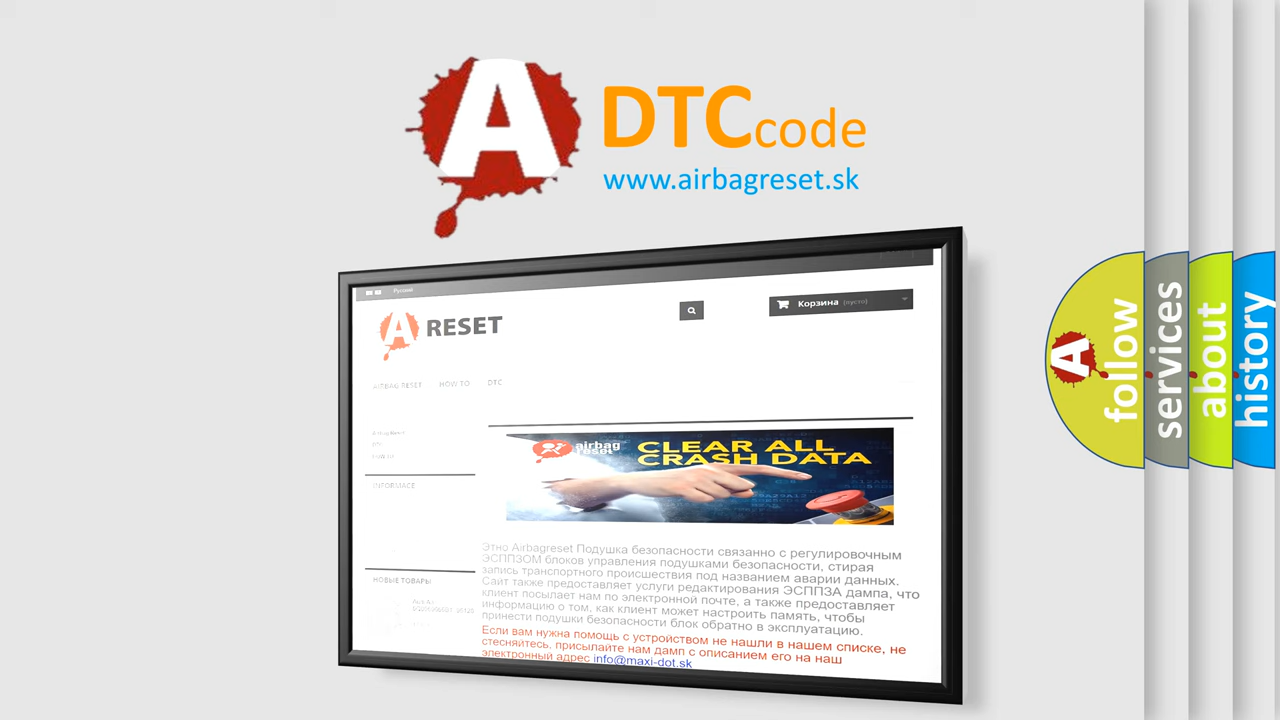 A DTC code
www.airbagreset.sk
Русский
A RESET
Корзина (пусто)
AIRBAG RESET HOW TO DTC
INFORMACE
НОВЫЕ ТОВАРЫ
airbag
reset
CLEAR ALL
CRASH DATA
Этно Airbagreset Подушка безопасности связанно с регулировочным
ЭСППЗОМ блоков управления подушками безопасности, стирая
запись транспортного происшествия под названием аварии данных.
Сайт также предоставляет услуги редактирования ЭСППЗА дампа, что
клиент посылает нам по электронной почте, а также предоставляет
информацию о том, как клиент может настроить память, чтобы
принести подушки безопасности блок обратно в эксплуатацию.
Если вам нужна помощь с устройством не нашли в нашем списке, не
стесняйтесь, присылайте нам дамп с описанием его на наш
электронный адрес info@maxi-dot.sk
A follow
services
about
history